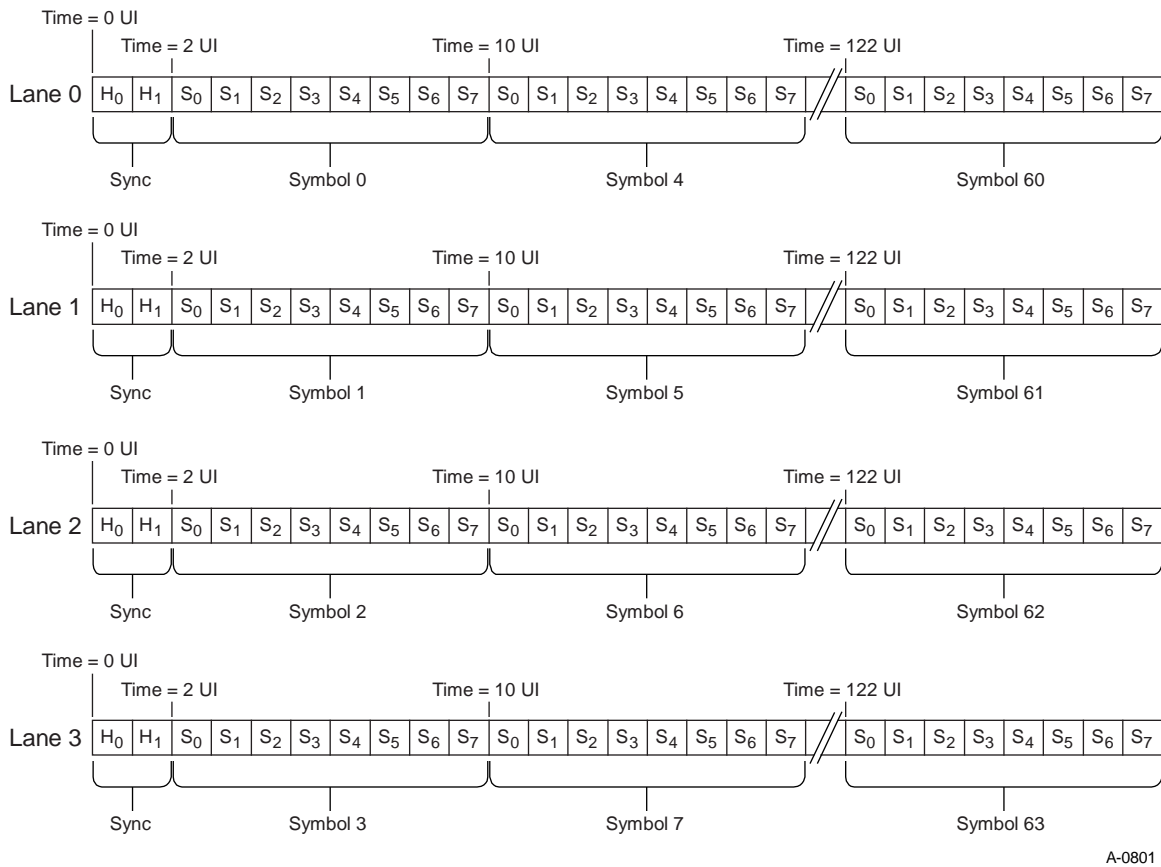 Time = 0 UI
Time = 2 UI Time = 10 UI Time = 122 UI
Lane 0 H0 H1 S0 S1 S2 S3 S4 S5 S6 S7 S0 S1 S2 S3 S4 S5 S6 S7 S0 S1 S2 S3 S4 S5 S6 S7
Sync Symbol 0 Symbol 4 Symbol 60
Time = 0 UI
Time = 2 UI Time = 10 UI Time = 122 UI
Lane 1 H0 H1 S0 S1 S2 S3 S4 S5 S6 S7 S0 S1 S2 S3 S4 S5 S6 S7 S0 S1 S2 S3 S4 S5 S6 S7
Sync Symbol 1 Symbol 5 Symbol 61
Time = 0 UI
Time = 2 UI Time = 10 UI Time = 122 UI
Lane 2 H0 H1 S0 S1 S2 S3 S4 S5 S6 S7 S0 S1 S2 S3 S4 S5 S6 S7 S0 S1 S2 S3 S4 S5 S6 S7
Sync Symbol 2 Symbol 6 Symbol 62
Time = 0 UI
Time = 2 UI Time = 10 UI Time = 122 UI
Lane 3 H0 H1 S0 S1 S2 S3 S4 S5 S6 S7 S0 S1 S2 S3 S4 S5 S6 S7 S0 S1 S2 S3 S4 S5 S6 S7
Sync Symbol 3 Symbol 7 Symbol 63
A-0801